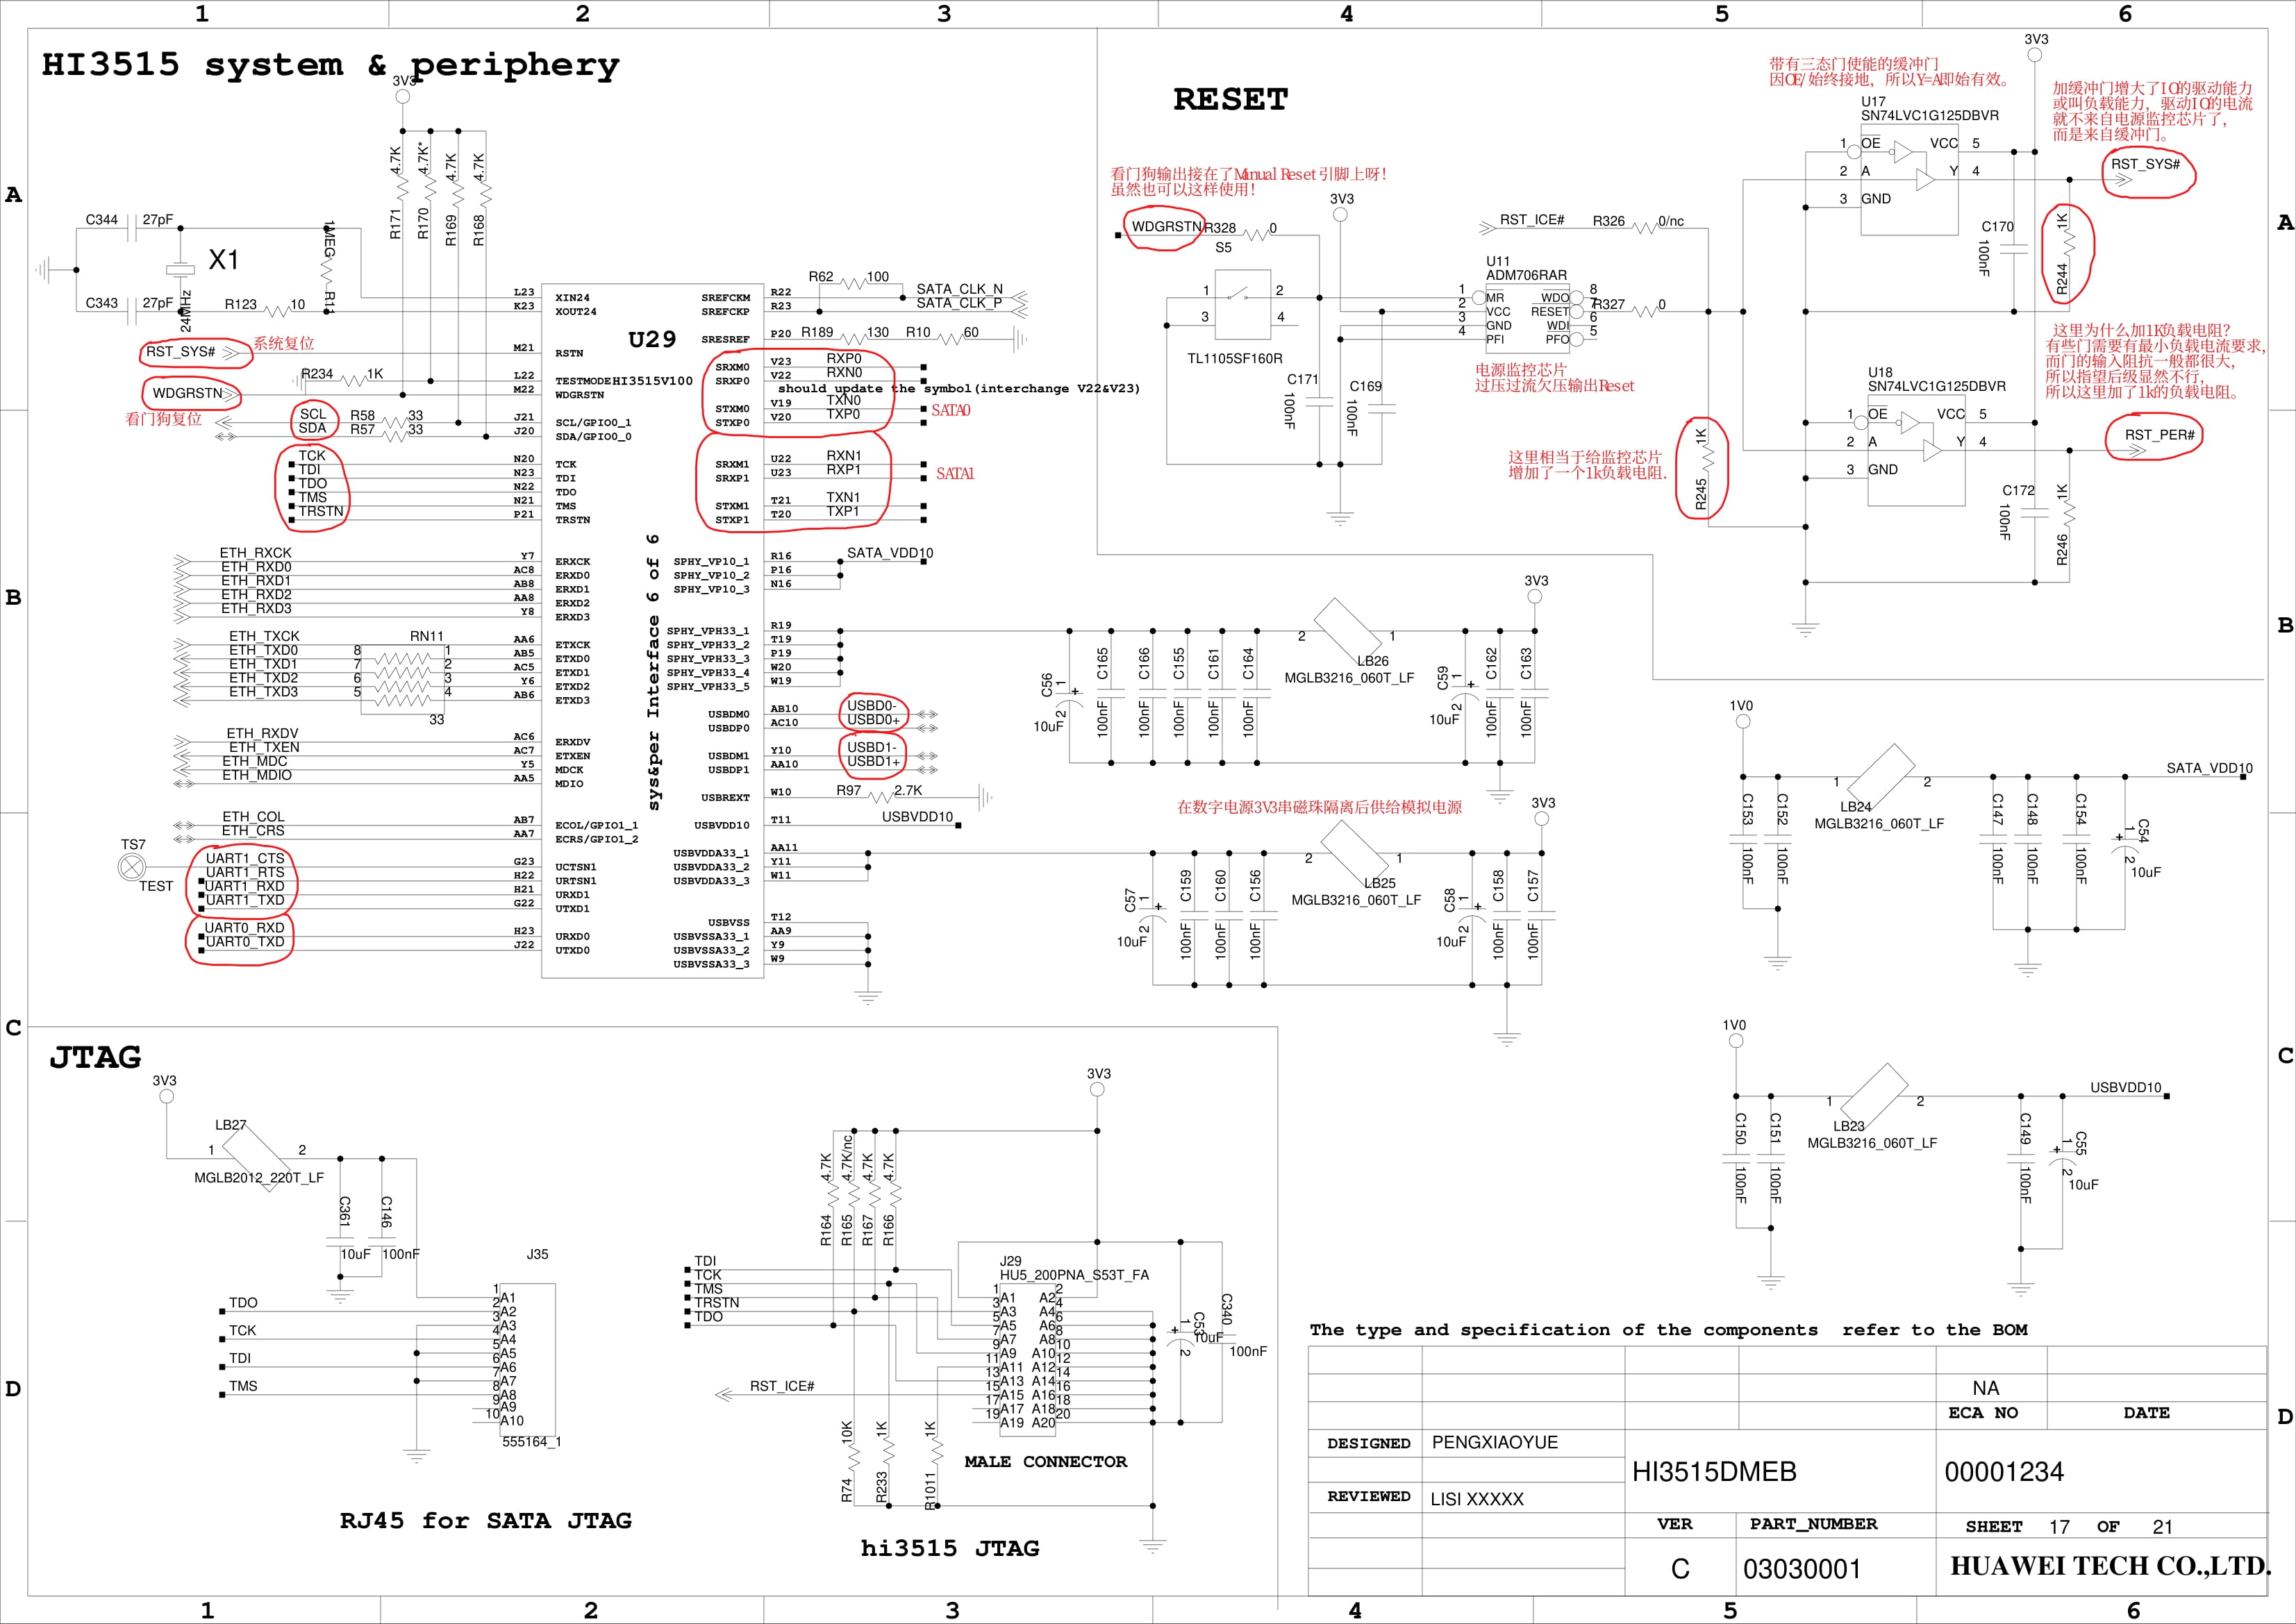 1 2 3 4 5 6
HI3515 system & periphery
3V3
R171 4.7K
R170 4.7K*
R169 4.7K
R168 4.7K
A
C344 27pF
X1
24MHz
1MEG
C343 27pF
R123 10
RST_SYS# 系统复位
R234 1K
WDGRSTN
看门狗复位
SCL R58 33
SDA R57 33
TCK
TDI
TDO
TMS
TRSTN
ETH_RXCK
ETH_RXD0
ETH_RXD1
ETH_RXD2
ETH_RXD3
B
ETH_TXCK RN11
ETH_TXD0 8 1
ETH_TXD1 7 2
ETH_TXD2 6 3
ETH_TXD3 5 4
33
ETH_RXDV
ETH_TXEN
ETH_MDC
ETH_MDIO
ETH_COL
ETH_CRS
TS7
TEST
UART1_CTS
UART1_RTS
UART1_RXD
UART1_TXD
UART0_RXD
UART0_TXD
U29
HI3515V100
sys&per Interface 6 of 6
L23 XIN24
K23 XOUT24
M21 RSTN
L22 TESTMODE
M22 WDGRSTN
J21 SCL/GPIO0_1
J20 SDA/GPIO0_0
N20 TCK
N23 TDI
N22 TDO
N21 TMS
P21 TRSTN
Y7 ERXCK
AC8 ERXD0
AB8 ERXD1
AA8 ERXD2
Y8 ERXD3
AA6 ETXCK
AB5 ETXD0
AC5 ETXD1
Y6 ETXD2
AB6 ETXD3
AC6 ERXDV
AC7 ETXEN
Y5 MDCK
AA5 MDIO
AB7 ECOL/GPIO1_1
AA7 ECRS/GPIO1_2
G23 UCTSN1
H22 URTSN1
H21 URXD1
G22 UTXD1
H23 URXD0
J22 UTXD0
R62 100
SREFCKM R22 SATA_CLK_N
SREFCKP R23 SATA_CLK_P
SRESREF P20 R189 130 R10 60
SRXM0 V23 RXP0
SRXP0 V22 RXN0
should update the symbol(interchange V22&V23)
STXM0 V19 TXN0 SATA0
STXP0 V20 TXP0
SRXM1 U22 RXN1
SRXP1 U23 RXP1 SATA1
STXM1 T21 TXN1
STXP1 T20 TXP1
SPHY_VP10_1 R16 SATA_VDD10
SPHY_VP10_2 P16
SPHY_VP10_3 N16
SPHY_VPH33_1 R19
SPHY_VPH33_2 T19
SPHY_VPH33_3 P19
SPHY_VPH33_4 W20
SPHY_VPH33_5 W19
USBDM0 AB10 USBD0-
USBDP0 AC10 USBD0+
USBDM1 Y10 USBD1-
USBDP1 AA10 USBD1+
USBREXT W10 R97 2.7K
USBVDD10 T11 USBVDD10
USBVDDA33_1 AA11
USBVDDA33_2 Y11
USBVDDA33_3 W11
USBVSS T12
USBVSSA33_1 AA9
USBVSSA33_2 Y9
USBVSSA33_3 W9
RESET
看门狗输出接在了Manual Reset引脚上呀!
虽然也可以这样使用!
WDGRSTN R328 0
S5
1 2
3 4
TL1105SF160R
3V3
C171 100nF
C169 100nF
RST_ICE# R326 0/nc
U11
ADM706RAR
1 MR WDO 8
2 VCC RESET 7 R327 0
3 GND WDI 6
4 PFI PFO 5
电源监控芯片
过压过流欠压输出Reset
这里相当于给监控芯片
增加了一个1k负载电阻.
R245 1K
带有三态门使能的缓冲门
因OE/始终接地, 所以Y=A即始有效。
U17
SN74LVC1G125DBVR
1 OE VCC 5
2 A Y 4
3 GND
3V3
加缓冲门增大了IO的驱动能力
或叫负载能力, 驱动IO的电流
就不来自电源监控芯片了,
而是来自缓冲门。
RST_SYS#
C170 100nF
R244 1K
这里为什么加1K负载电阻?
有些门需要有最小负载电流要求,
而门的输入阻抗一般都很大,
所以指望后级显然不行,
所以这里加了1k的负载电阻。
U18
SN74LVC1G125DBVR
1 OE VCC 5
2 A Y 4
3 GND
RST_PER#
C172 100nF
R246 1K
3V3
C56 10uF 1 2 +
C165 100nF
C166 100nF
C155 100nF
C161 100nF
C164 100nF
2 LB26 1
MGLB3216_060T_LF
C59 10uF 1 2 +
C162 100nF
C163 100nF
在数字电源3V3串磁珠隔离后供给模拟电源
3V3
C57 10uF 1 2 +
C159 100nF
C160 100nF
C156 100nF
2 LB25 1
MGLB3216_060T_LF
C58 10uF 1 2 +
C158 100nF
C157 100nF
1V0
C153 100nF
C152 100nF
1 LB24 2
MGLB3216_060T_LF
SATA_VDD10
C147 100nF
C148 100nF
C154 100nF
C54 10uF 1 2 +
1V0
C150 100nF
C151 100nF
1 LB23 2
MGLB3216_060T_LF
USBVDD10
C149 100nF
C55 10uF 1 2 +
C
JTAG
3V3
LB27
1 2
MGLB2012_220T_LF
C361 10uF
C146 100nF
J35
1 A1
TDO 2 A2
3 A3
TCK 4 A4
5 A5
TDI 6 A6
7 A7
TMS 8 A8
9 A9
10 A10
555164_1
RJ45 for SATA JTAG
3V3
R164 4.7K
R165 4.7K/nc
R167 4.7K
R166 4.7K
TDI
TCK
TMS
TRSTN
TDO
RST_ICE#
R74 10K
R233 1K
R1011 1K
J29
HU5_200PNA_S53T_FA
1 A1 A2 2
3 A3 A4 4
5 A5 A6 6
7 A7 A8 8
9 A9 A10 10
11 A11 A12 12
13 A13 A14 14
15 A15 A16 16
17 A17 A18 18
19 A19 A20 20
C53 10uF 1 2 +
C340 100nF
MALE CONNECTOR
hi3515 JTAG
D
The type and specification of the components refer to the BOM
NA
ECA NO DATE
DESIGNED PENGXIAOYUE
HI3515DMEB 00001234
REVIEWED LISI XXXXX
VER PART_NUMBER SHEET 17 OF 21
C 03030001 HUAWEI TECH CO.,LTD.
1 2 3 4 5 6